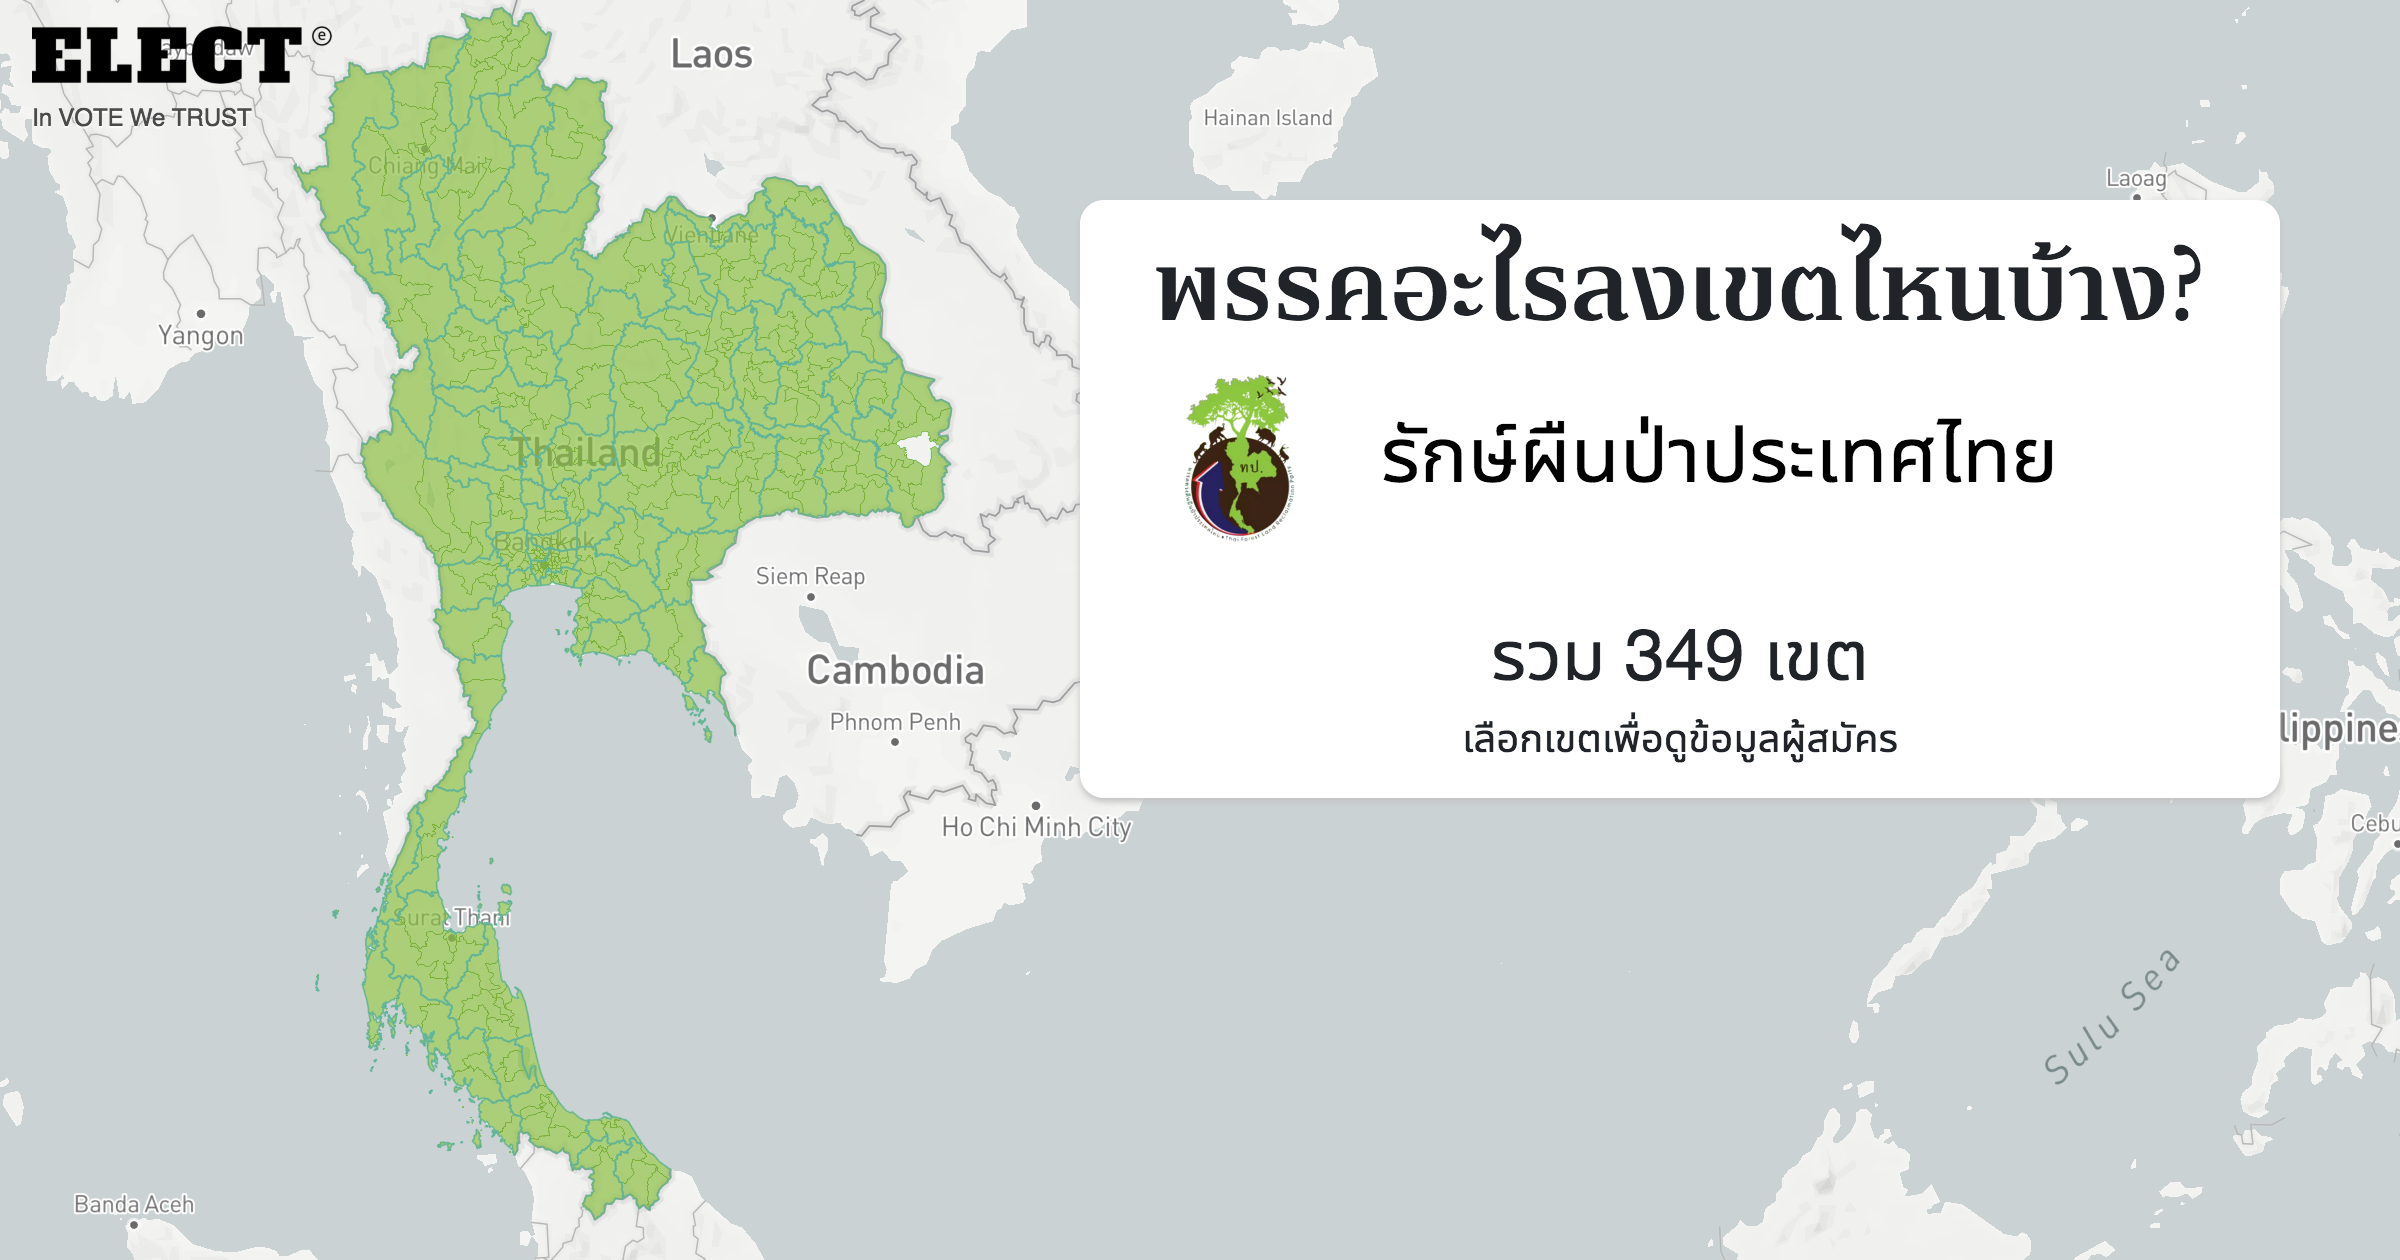 ELECT e
In VOTE We TRUST
Laos
Hainan Island
Laoag
Chiang Mai
Vientiane
Yangon
Thailand
Bangkok
Siem Reap
Cambodia
Phnom Penh
Ho Chi Minh City
Surat Thani
Banda Aceh
พรรคอะไรลงเขตไหนบ้าง?
ทป.
รักษ์ผืนป่าประเทศไทย
รวม 349 เขต
เลือกเขตเพื่อดูข้อมูลผู้สมัคร
lippine
Cebu
Sulu Sea